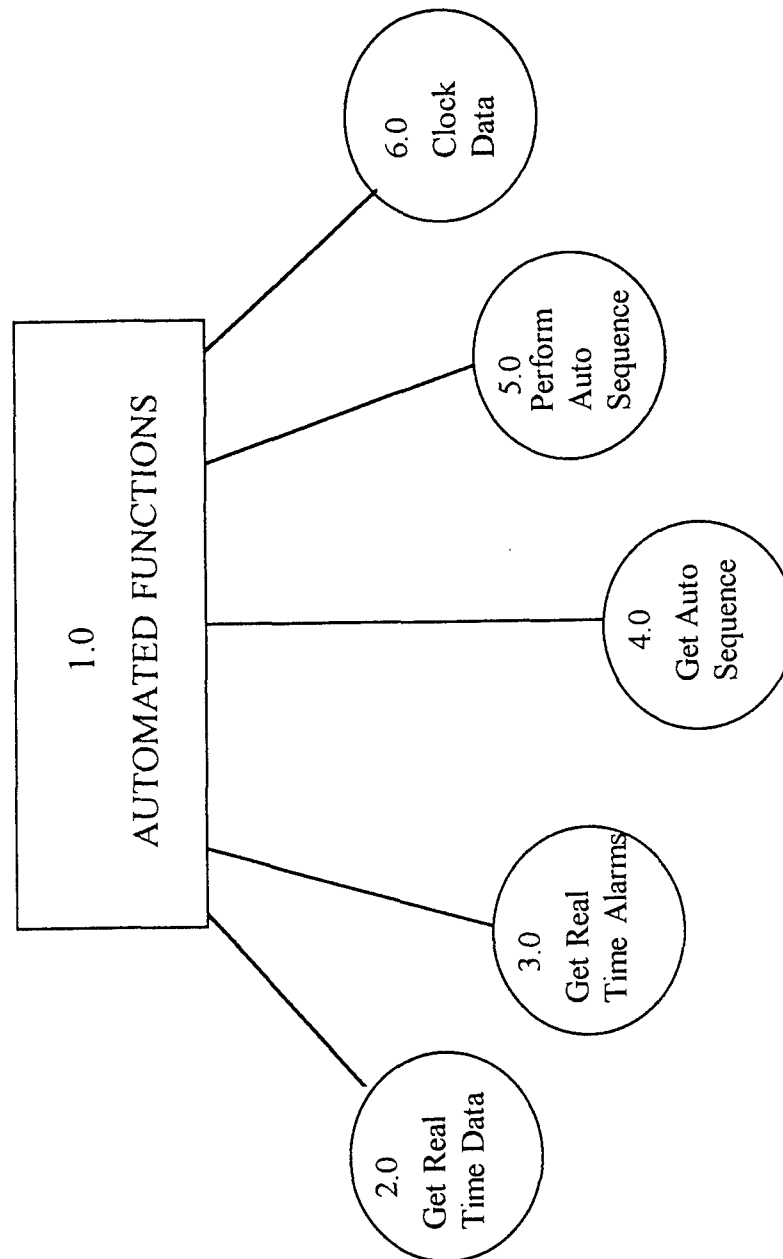 1.0
AUTOMATED FUNCTIONS
2.0
Get Real
Time Data
3.0
Get Real
Time Alarms
4.0
Get Auto
Sequence
5.0
Perform
Auto
Sequence
6.0
Clock
Data